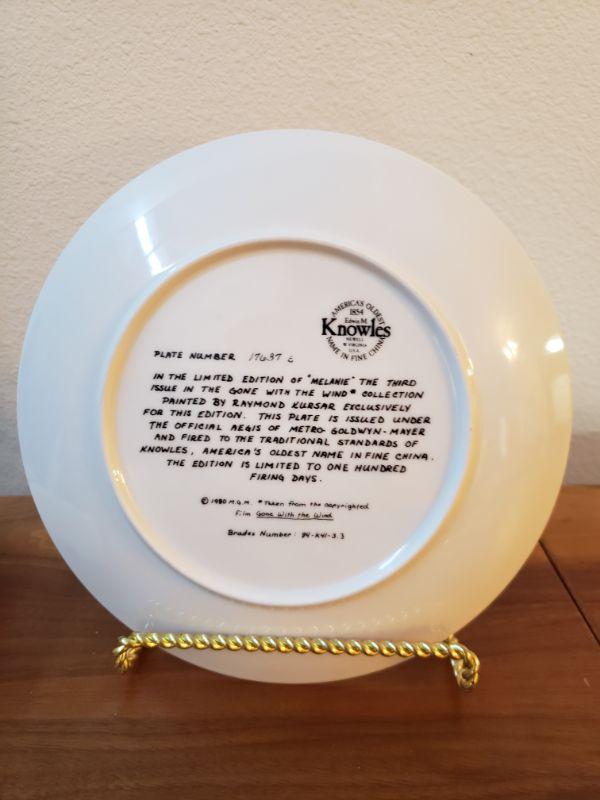 AMERICA'S OLDEST
1854
Edwin M.
Knowles
NEWELL
W. VIRGINIA
U.S.A.
NAME IN FINE CHINA
PLATE NUMBER 17637
IN THE LIMITED EDITION OF "MELANIE" THE THIRD
ISSUE IN THE GONE WITH THE WIND* COLLECTION
PAINTED BY RAYMOND KURSAR EXCLUSIVELY
FOR THIS EDITION. THIS PLATE IS ISSUED UNDER
THE OFFICIAL AEGIS OF METRO-GOLDWYN-MAYER
AND FIRED TO THE TRADITIONAL STANDARDS OF
KNOWLES, AMERICA'S OLDEST NAME IN FINE CHINA.
THE EDITION IS LIMITED TO ONE HUNDRED
FIRING DAYS.
© 1980 M.G.M. *Taken from the copyrighted
Film Gone With the Wind
Bradex Number: 84-K41-3.3